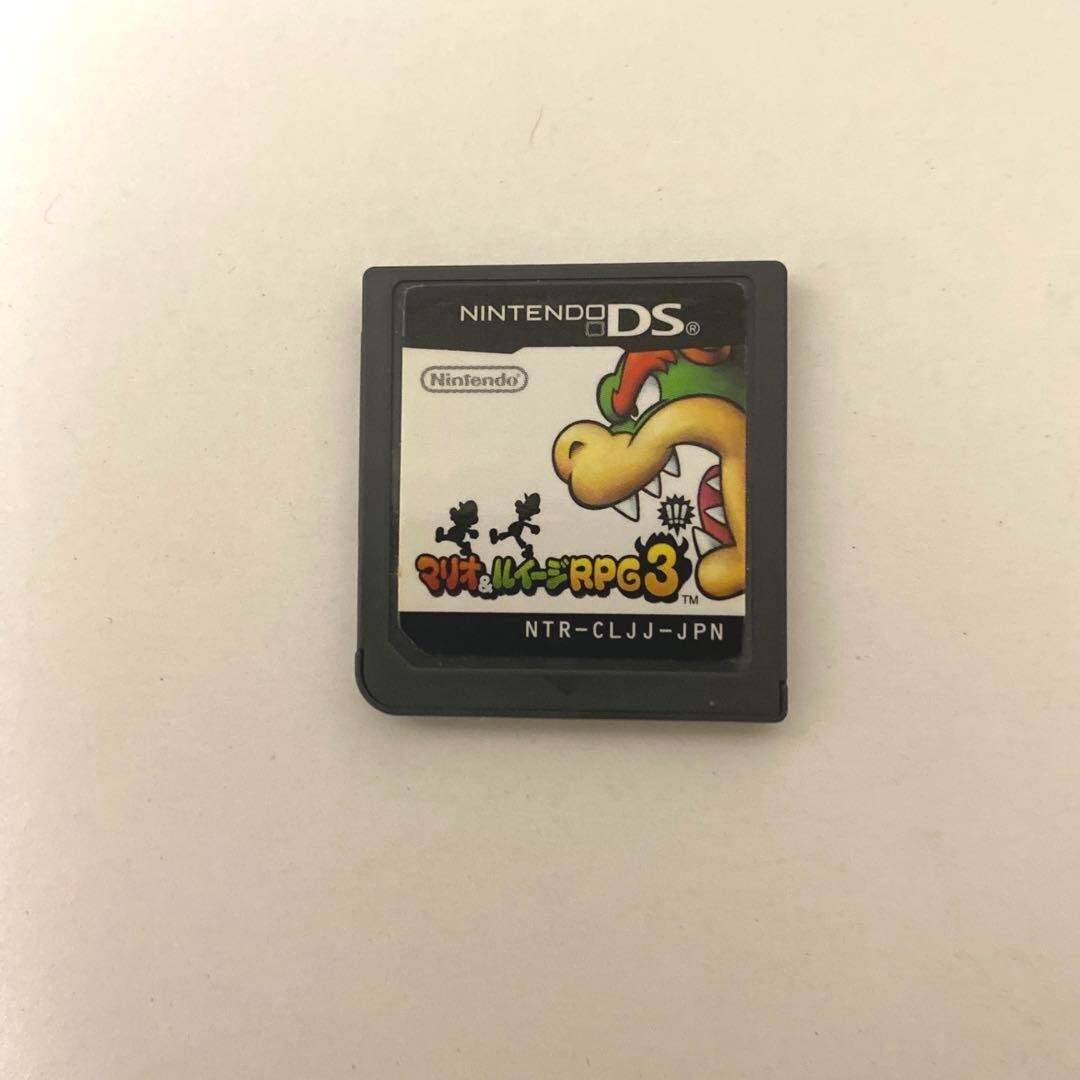 NINTENDO DS®
Nintendo®
!!!
マリオ&ルイージRPG3™
NTR-CLJJ-JPN